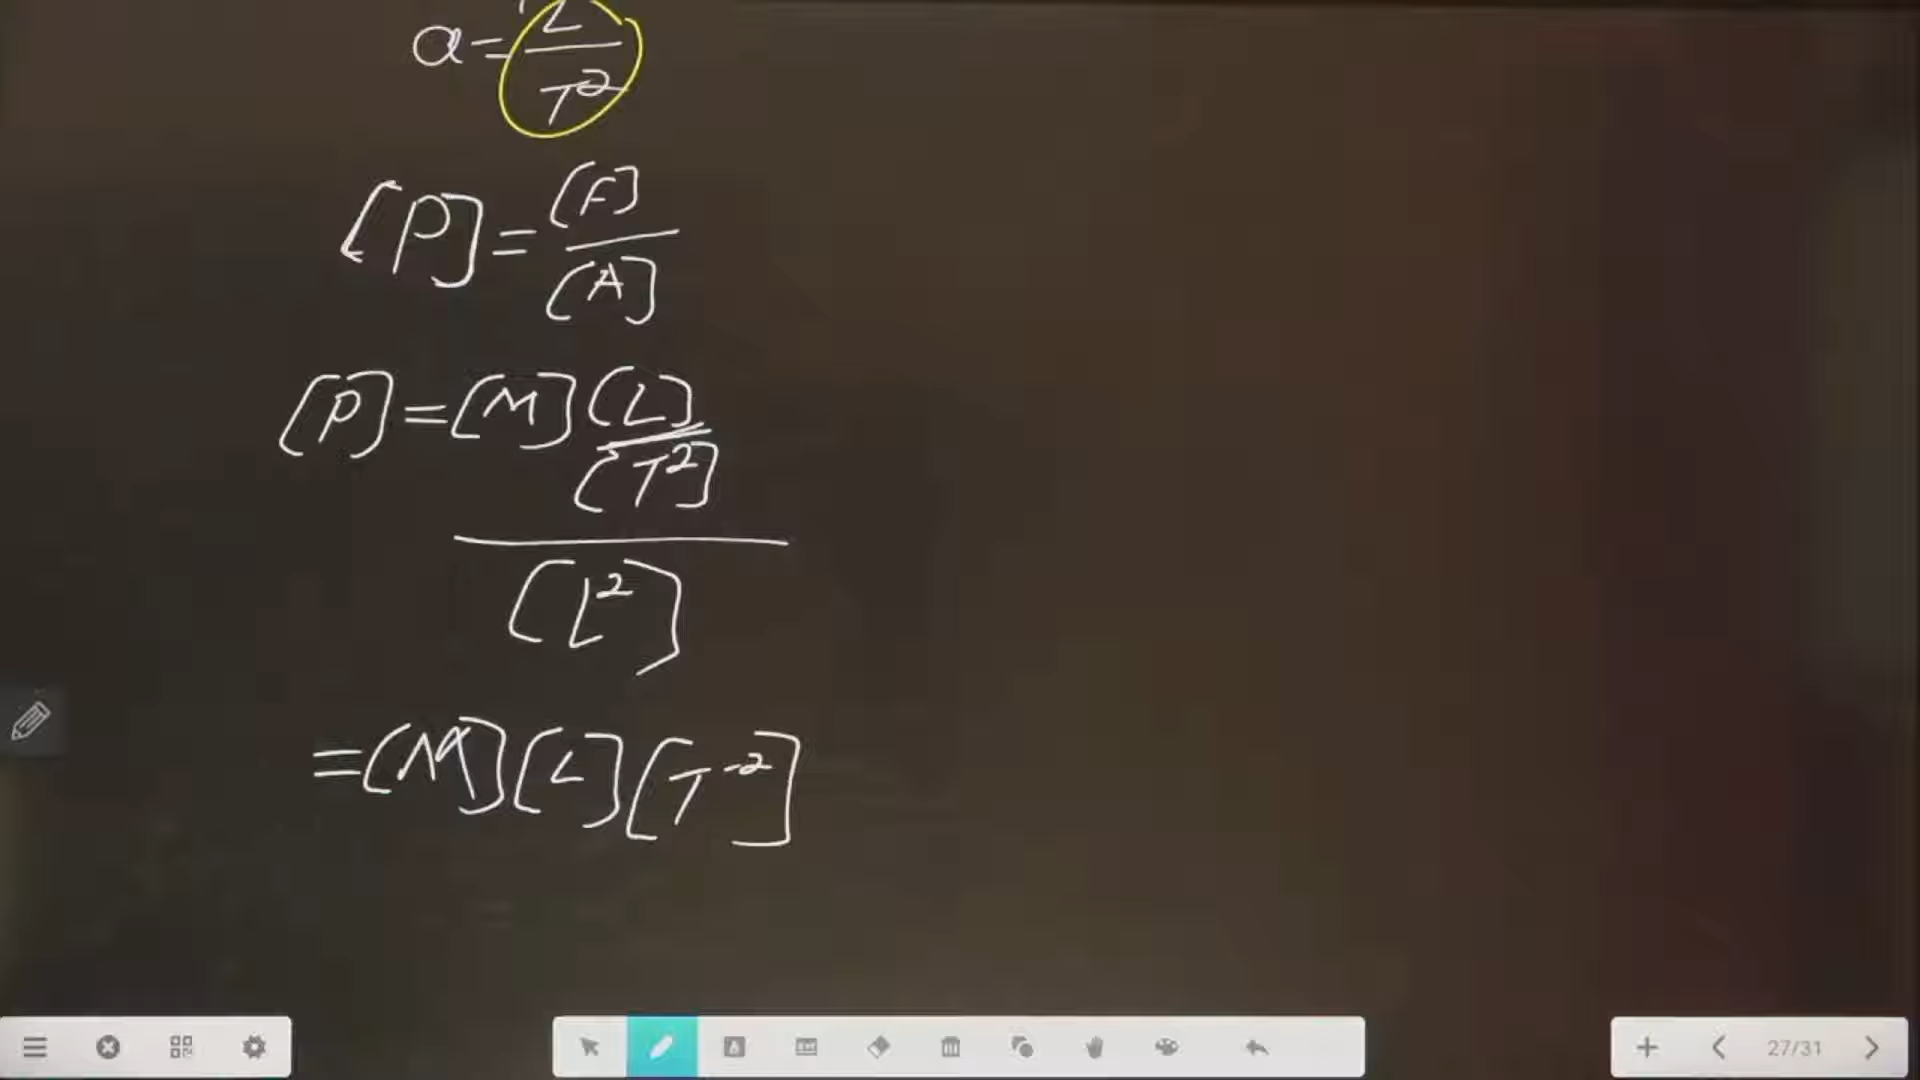 a = L/T²
[P] = [F]/[A]
[P] = [M] [L]/[T²]
[L²]
= [M] [L] [T⁻²]
27/31